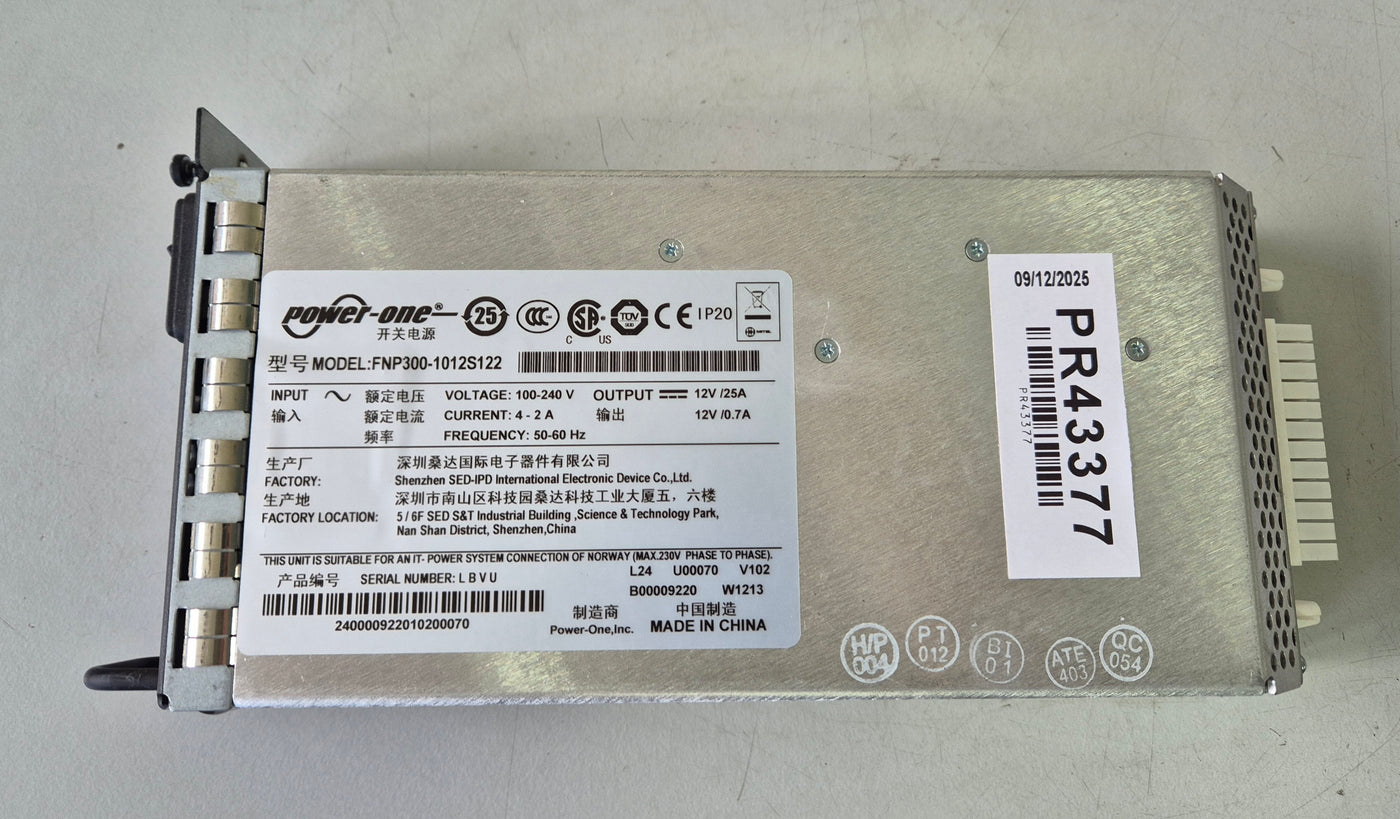 power-one®
开关电源
25
CCC
SA
C US
TÜV
CE IP20
型号 MODEL:FNP300-1012S122
INPUT 额定电压 VOLTAGE: 100-240 V OUTPUT 12V /25A
输入 额定电流 CURRENT: 4 - 2 A 输出 12V /0.7A
频率 FREQUENCY: 50-60 Hz
生产厂 深圳桑达国际电子器件有限公司
FACTORY: Shenzhen SED-IPD International Electronic Device Co.,Ltd.
生产地 深圳市南山区科技园桑达科技工业大厦五，六楼
FACTORY LOCATION: 5 / 6F SED S&T Industrial Building ,Science & Technology Park,
Nan Shan District, Shenzhen,China
THIS UNIT IS SUITABLE FOR AN IT- POWER SYSTEM CONNECTION OF NORWAY (MAX.230V PHASE TO PHASE).
产品编号 SERIAL NUMBER: L B V U
L24 U00070 V102
B00009220 W1213
240000922010200070
制造商 中国制造
Power-One,Inc. MADE IN CHINA
09/12/2025
PR43377
PR43377
H/P
004
PT
012
BI
01
ATE
403
QC
054